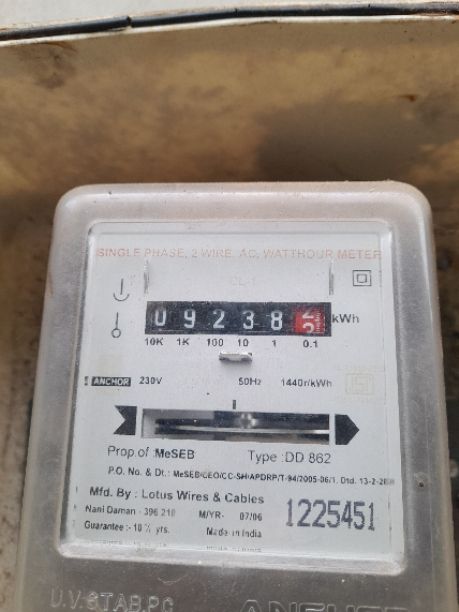 SINGLE PHASE, 2 WIRE, AC, WATTHOUR METER
CL-1
0 9 2 3 8 kWh
10K 1K 100 10 1 0.1
ANCHOR 230V 50Hz 1440r/kWh
Prop.of :MeSEB Type :DD 862
P.O. No. & Dt.: MeSEB/CEO/CC-SH/APDRP/T-94/2005-06/1, Dtd. 13-2-
Mfd. By : Lotus Wires & Cables
Nani Daman - 396 210 M/YR- 07/06
1225451
Guarantee :- 10 ½ yrs. Made in India
U.V.STAB.PC